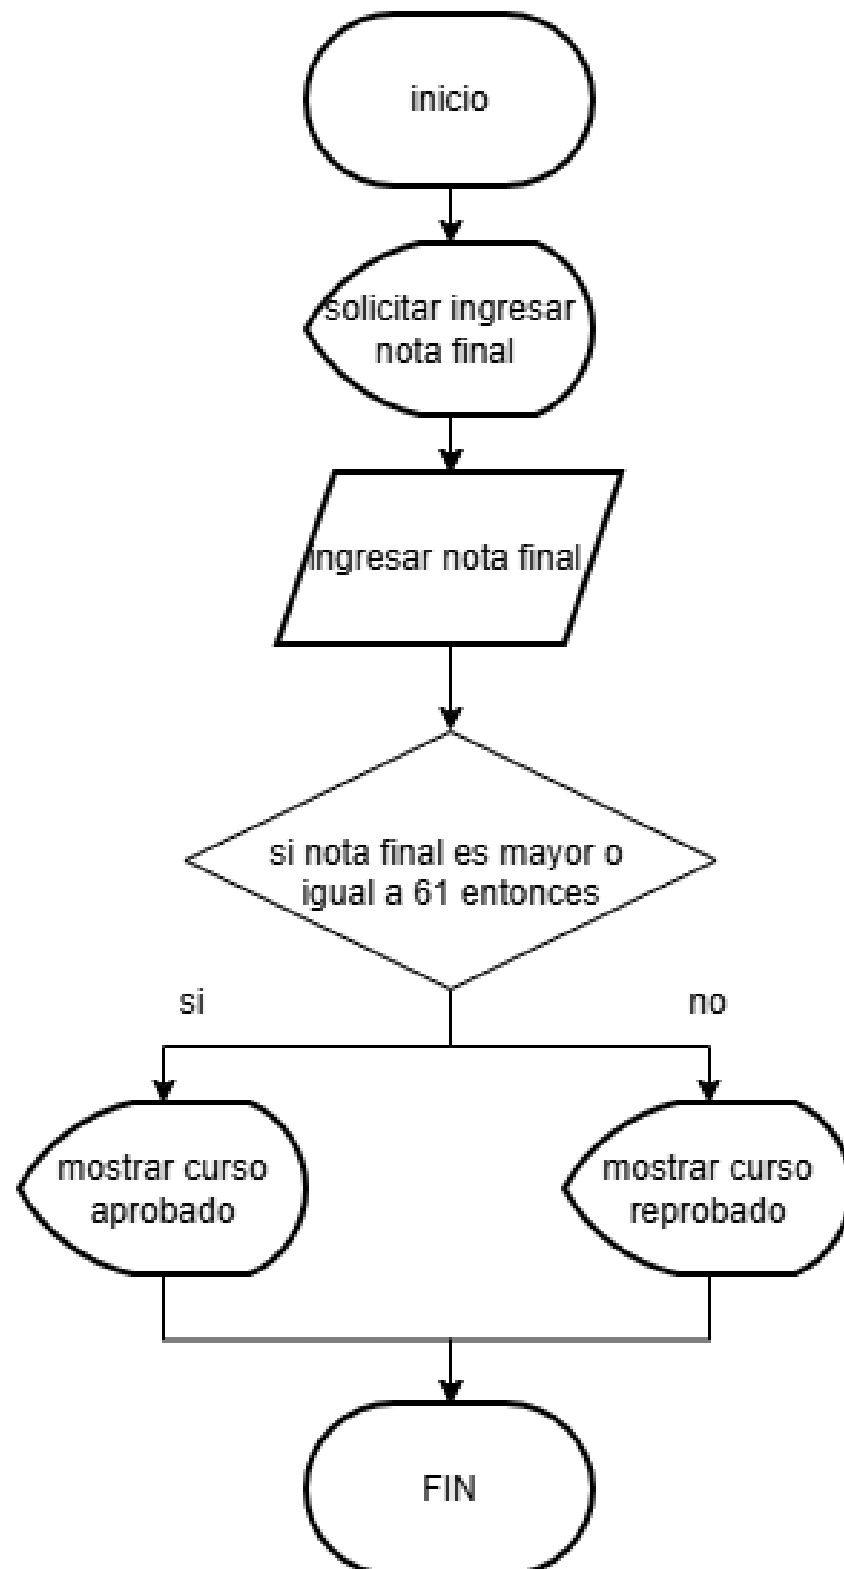 inicio
solicitar ingresar
nota final
ingresar nota final
si nota final es mayor o
igual a 61 entonces
si
no
mostrar curso
aprobado
mostrar curso
reprobado
FIN